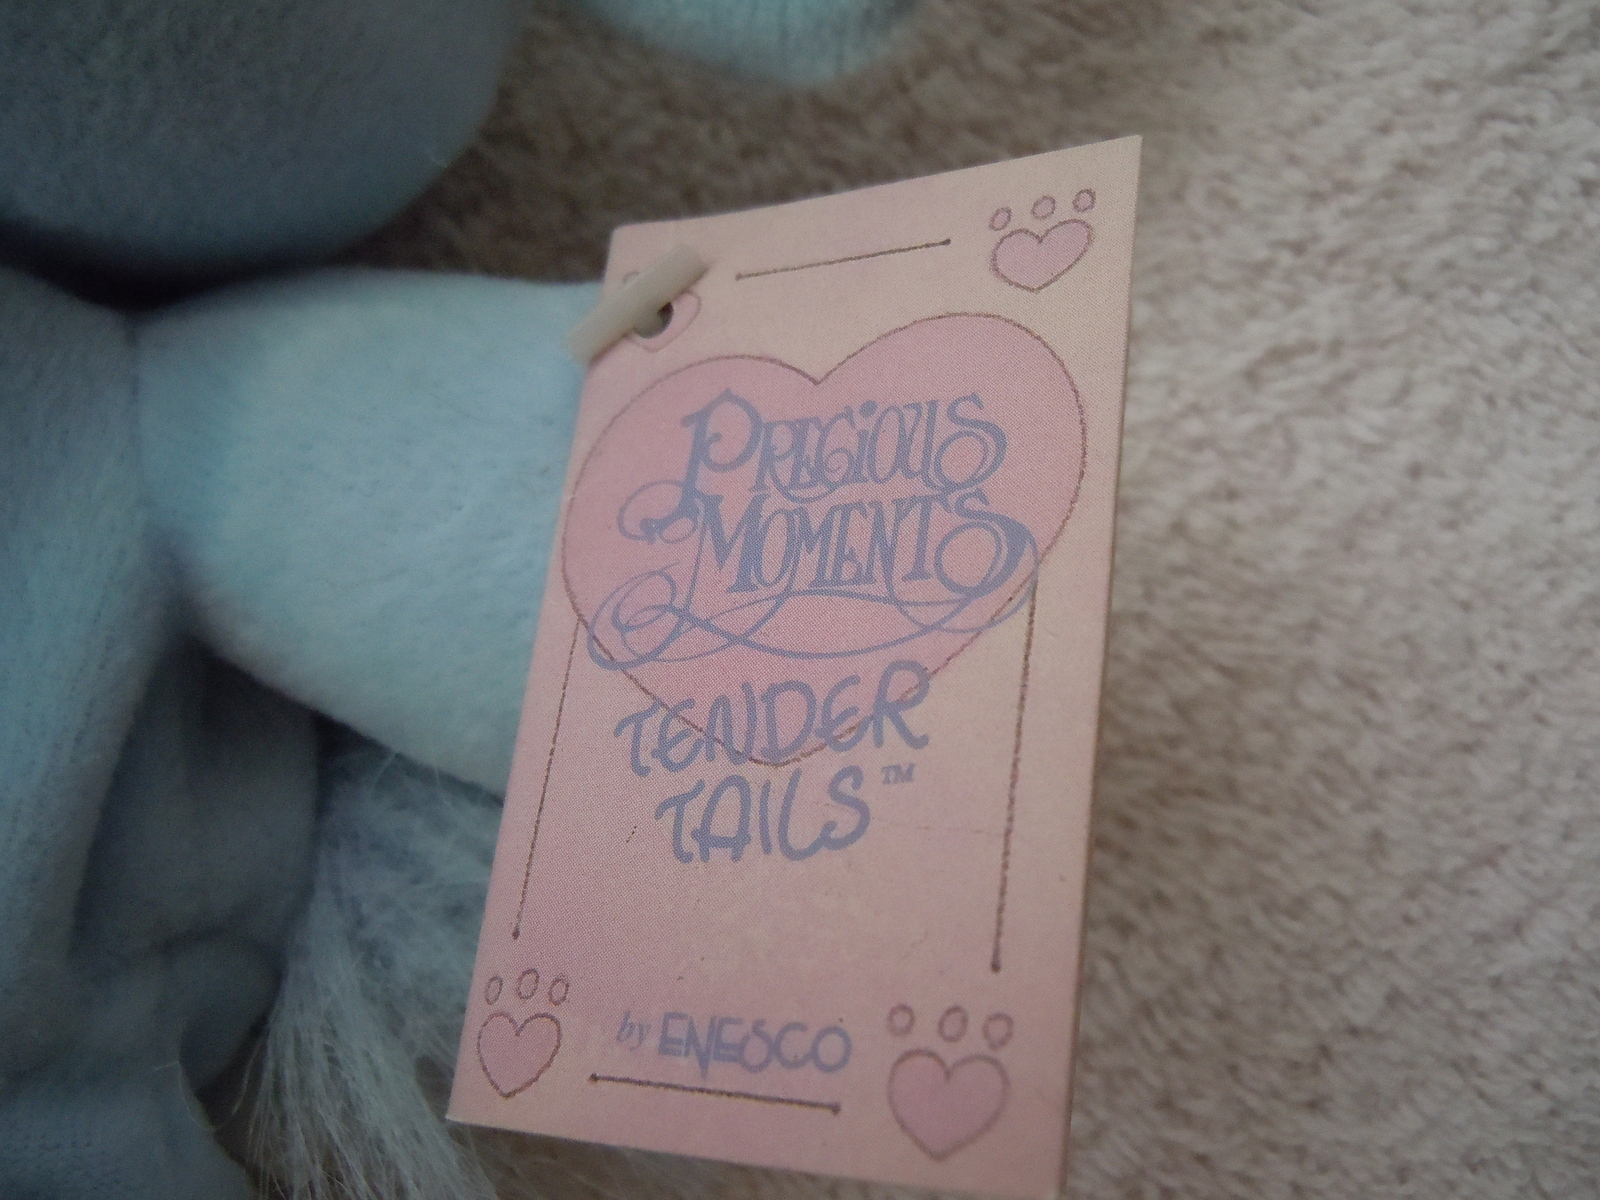 PRECIOUS
MOMENTS
TENDER
TAILS™
by ENESCO